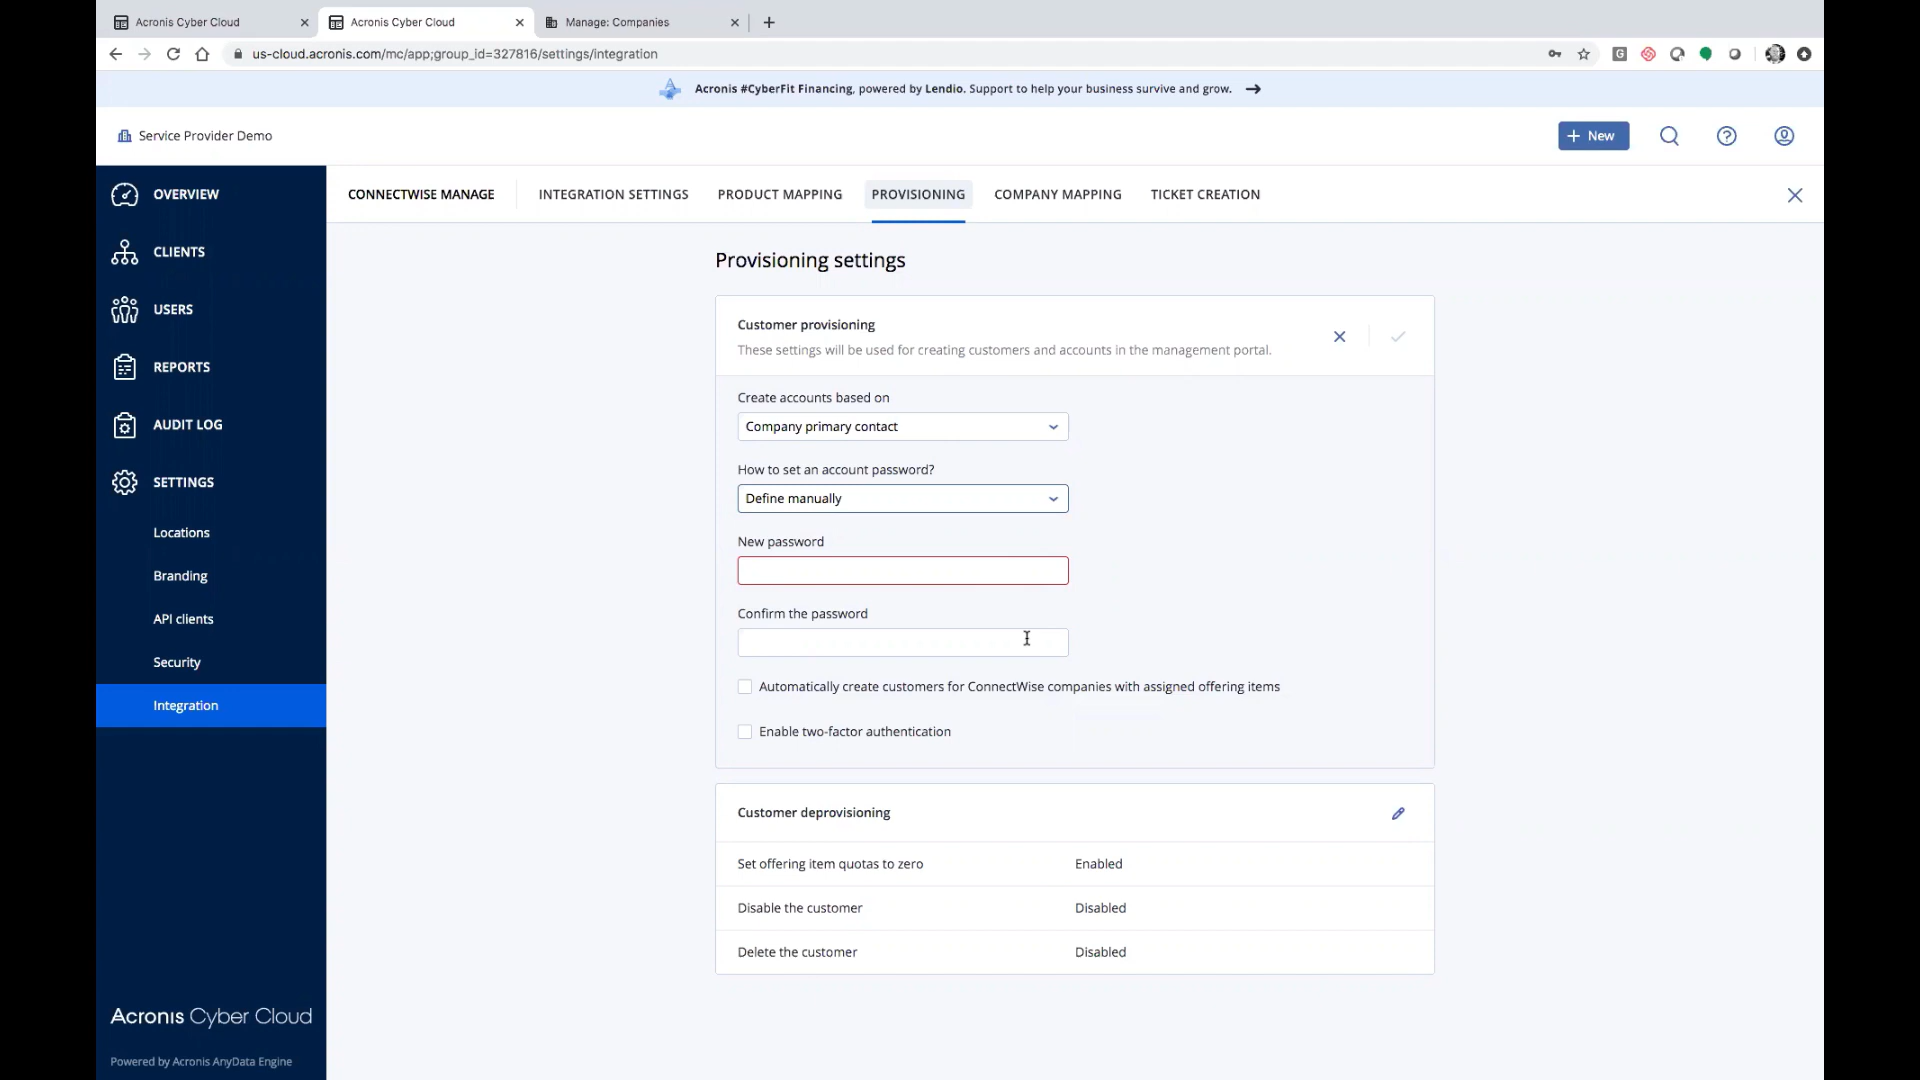 Acronis Cyber Cloud
Acronis Cyber Cloud
Manage: Companies
us-cloud.acronis.com/mc/app;group_id=327816/settings/integration
Acronis #CyberFit Financing, powered by Lendio. Support to help your business survive and grow.
Service Provider Demo
+ New
OVERVIEW
CLIENTS
USERS
REPORTS
AUDIT LOG
SETTINGS
Locations
Branding
API clients
Security
Integration
Acronis Cyber Cloud
Powered by Acronis AnyData Engine
CONNECTWISE MANAGE
INTEGRATION SETTINGS
PRODUCT MAPPING
PROVISIONING
COMPANY MAPPING
TICKET CREATION
Provisioning settings
Customer provisioning
These settings will be used for creating customers and accounts in the management portal.
Create accounts based on
Company primary contact
How to set an account password?
Define manually
New password
Confirm the password
Automatically create customers for ConnectWise companies with assigned offering items
Enable two-factor authentication
Customer deprovisioning
Set offering item quotas to zero Enabled
Disable the customer Disabled
Delete the customer Disabled